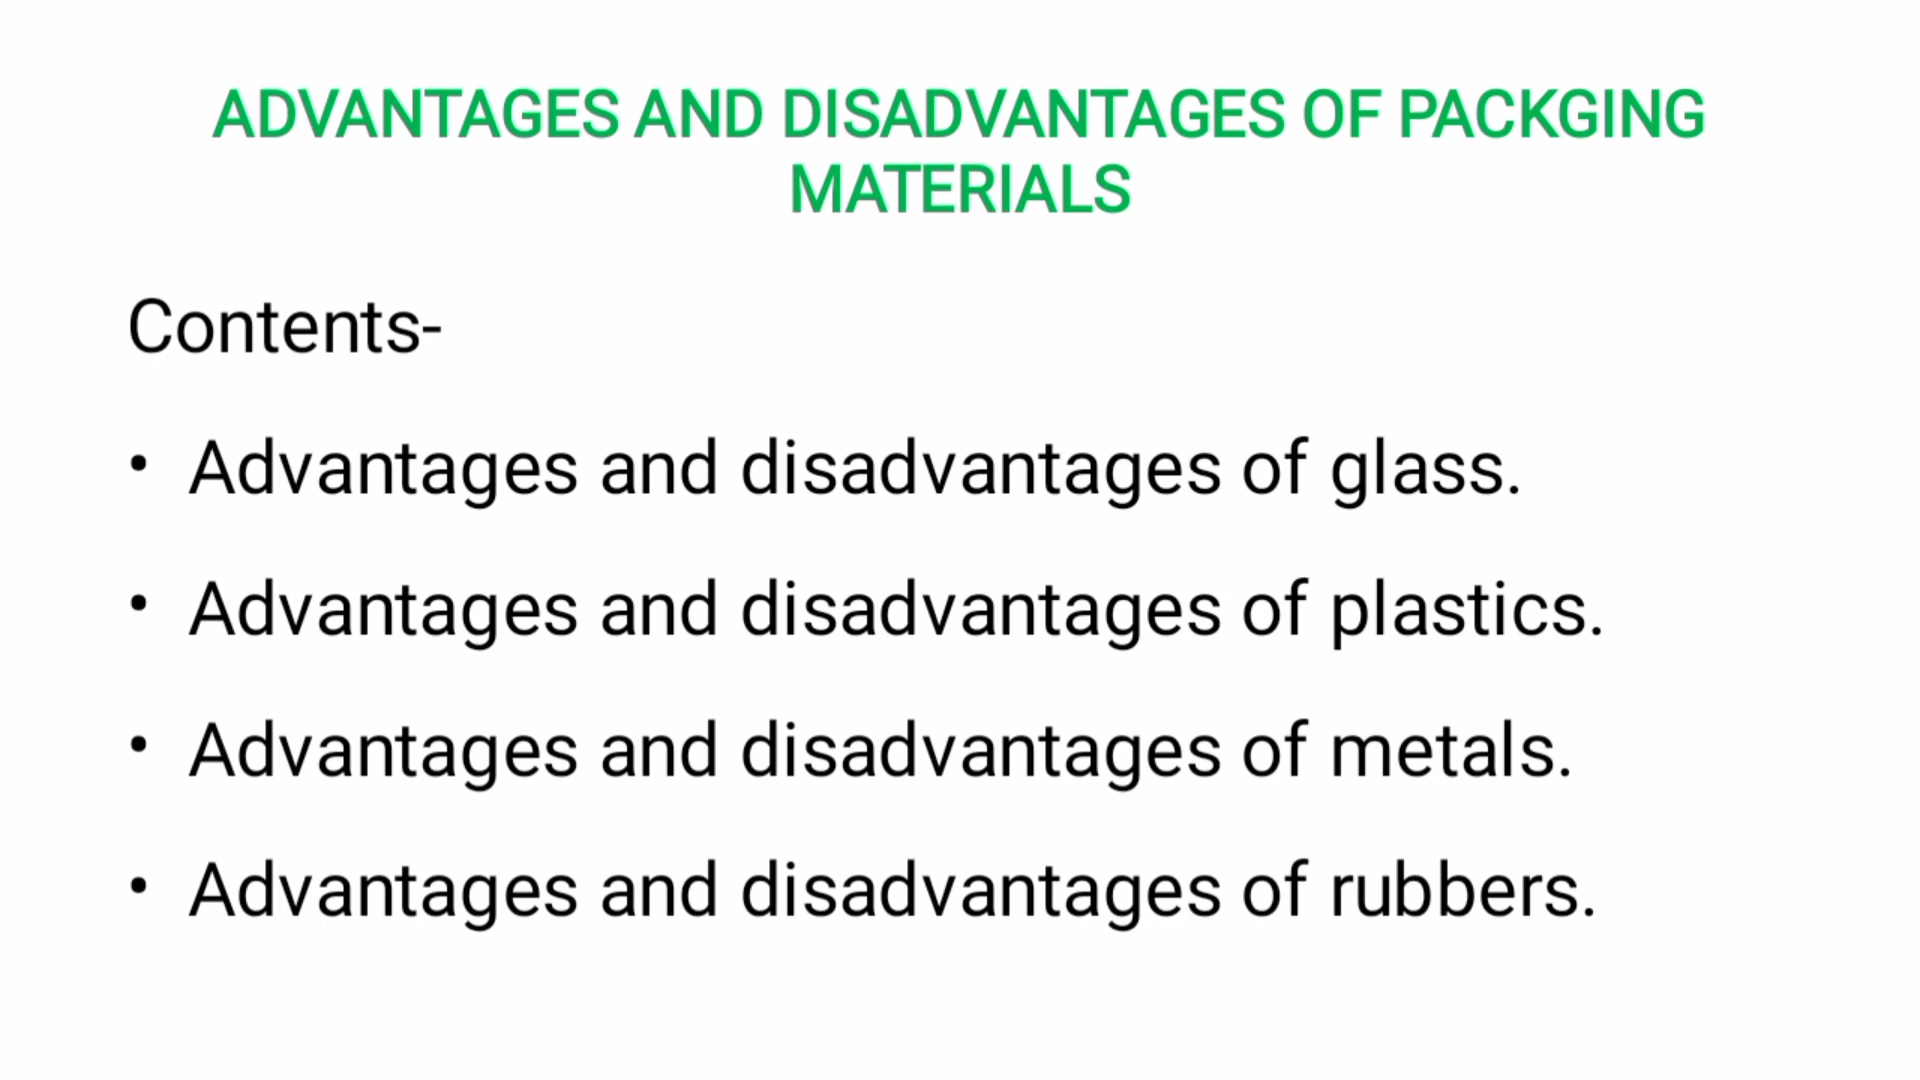 ADVANTAGES AND DISADVANTAGES OF PACKGING
MATERIALS
Contents-
• Advantages and disadvantages of glass.
• Advantages and disadvantages of plastics.
• Advantages and disadvantages of metals.
• Advantages and disadvantages of rubbers.